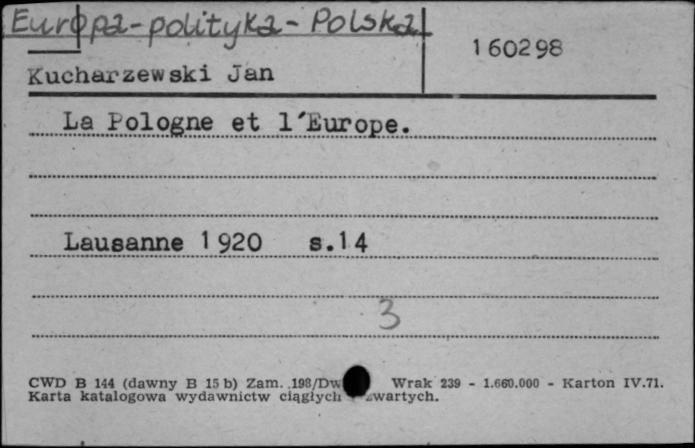 Europa-polityka-Polska
160298
Kucharzewski Jan
La Pologne et l'Europe.
Lausanne 1920 s.14
3
CWD B 144 (dawny B 15 b) Zam. 198/Dw Wrak 239 - 1.660.000 - Karton IV.71.
Karta katalogowa wydawnictw ciągłych zwartych.